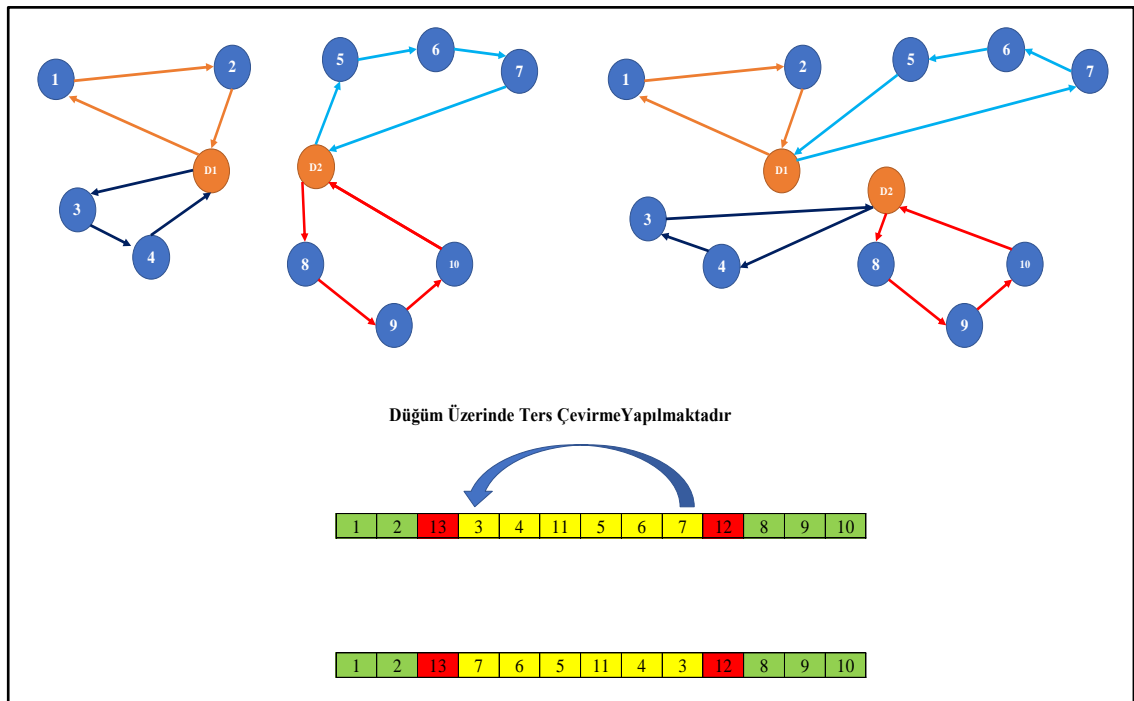 1 2 D1 3 4
5 6 7 D2 8 9 10
1 2 D1 5 6 7
3 4 D2 8 9 10
Düğüm Üzerinde Ters ÇevirmeYapılmaktadır
1 2 13 3 4 11 5 6 7 12 8 9 10
1 2 13 7 6 5 11 4 3 12 8 9 10